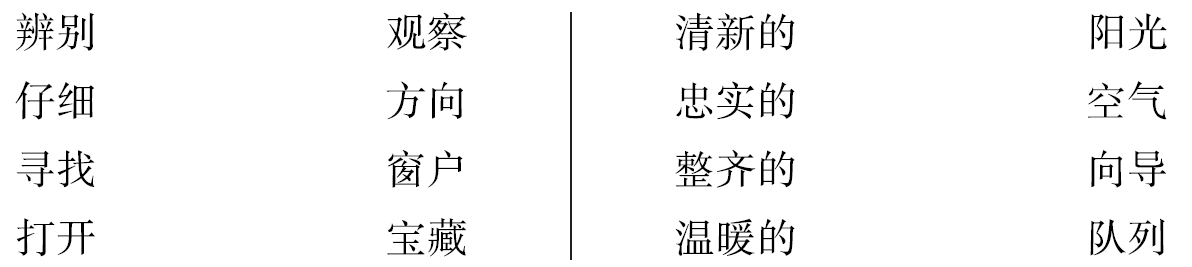 辨别 观察 清新的 阳光
仔细 方向 忠实的 空气
寻找 窗户 整齐的 向导
打开 宝藏 温暖的 队列